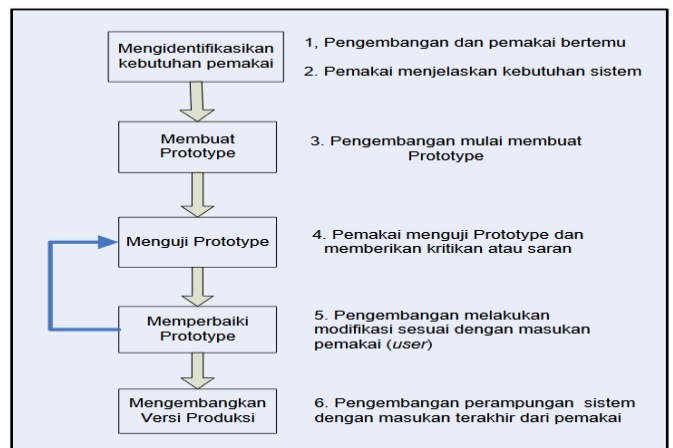 Mengidentifikasikan
kebutuhan pemakai
1, Pengembangan dan pemakai bertemu
2. Pemakai menjelaskan kebutuhan sistem
Membuat
Prototype
3. Pengembangan mulai membuat
Prototype
Menguji Prototype
4. Pemakai menguji Prototype dan
memberikan kritikan atau saran
Memperbaiki
Prototype
5. Pengembangan melakukan
modifikasi sesuai dengan masukan
pemakai (user)
Mengembangkan
Versi Produksi
6. Pengembangan perampungan sistem
dengan masukan terakhir dari pemakai